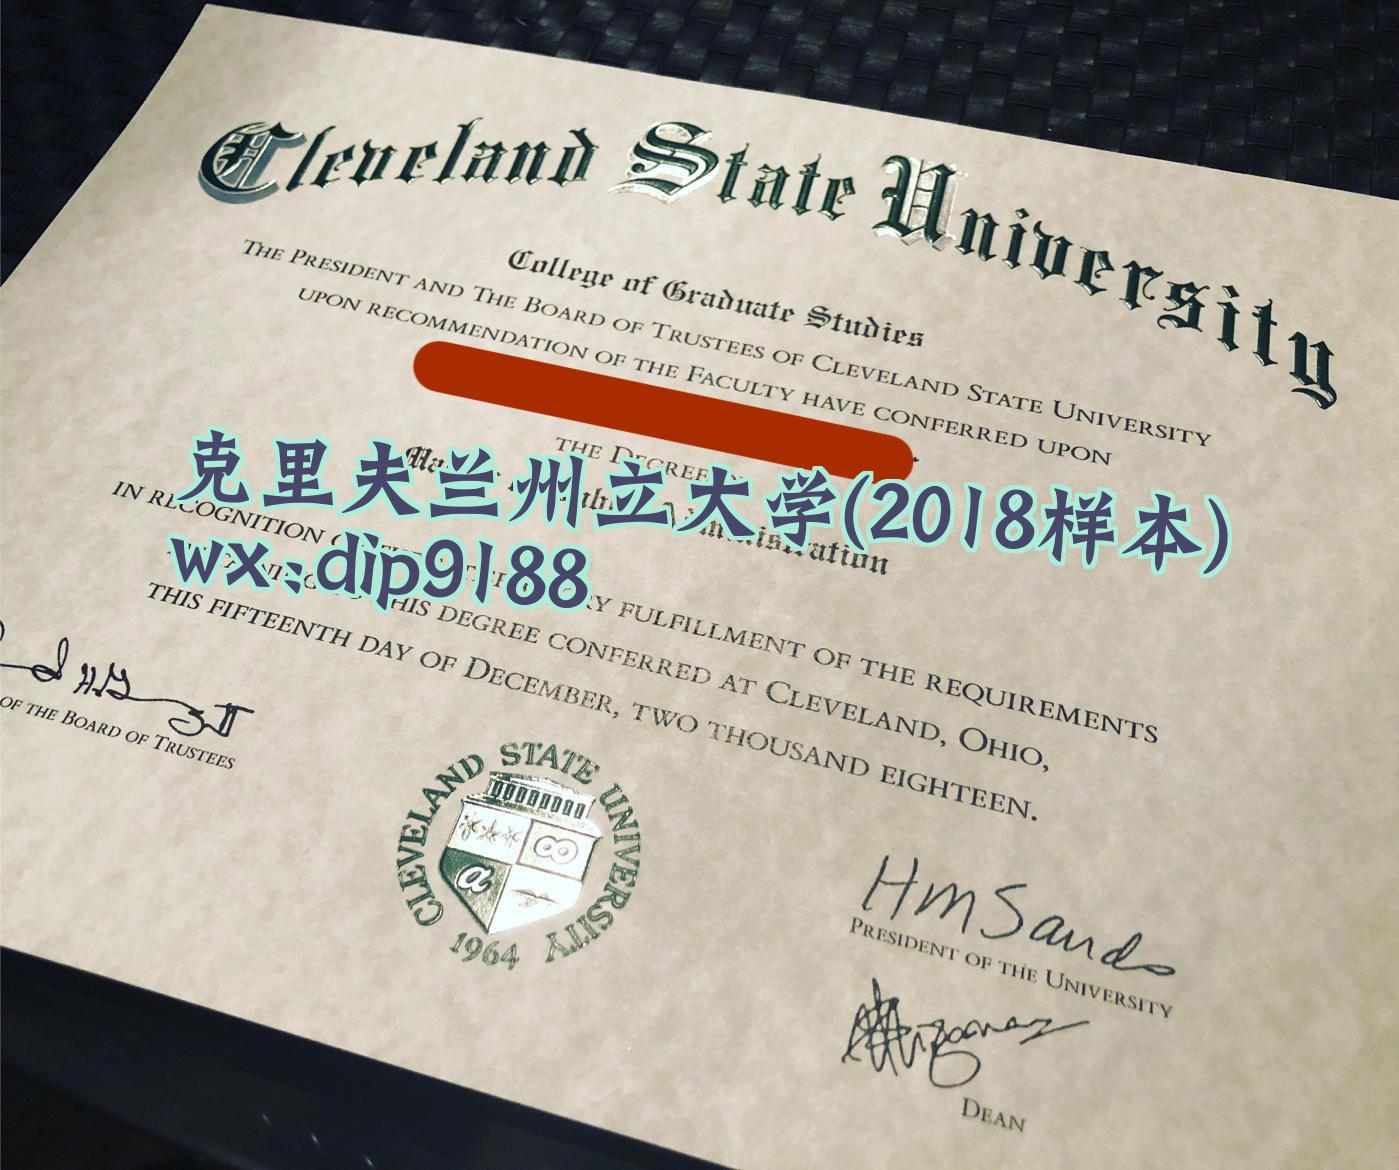 Cleveland State University
College of Graduate Studies
THE PRESIDENT AND THE BOARD OF TRUSTEES OF CLEVELAND STATE UNIVERSITY
UPON RECOMMENDATION OF THE FACULTY HAVE CONFERRED UPON
THE DEGREE
Administration
克里夫兰州立大学(2018样本)
wx:dip9188
IN RECOGNITION FULFILLMENT OF THE REQUIREMENTS
THIS DEGREE CONFERRED AT CLEVELAND, OHIO,
THIS FIFTEENTH DAY OF DECEMBER, TWO THOUSAND EIGHTEEN.
OF THE BOARD OF TRUSTEES
CLEVELAND STATE UNIVERSITY
1964
HMSands
PRESIDENT OF THE UNIVERSITY
DEAN